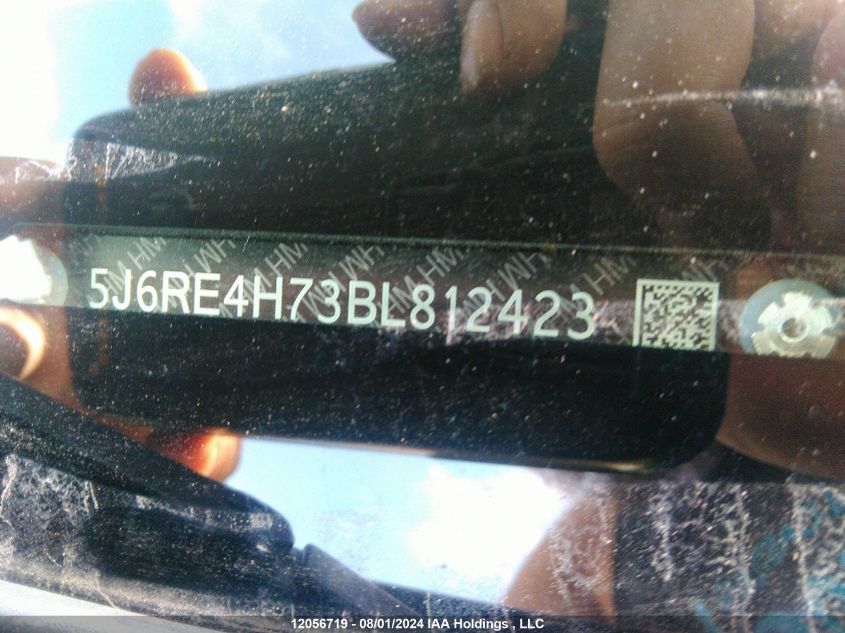 5J6RE4H73BL812423
12056719 - 08/01/2024 IAA Holdings , LLC